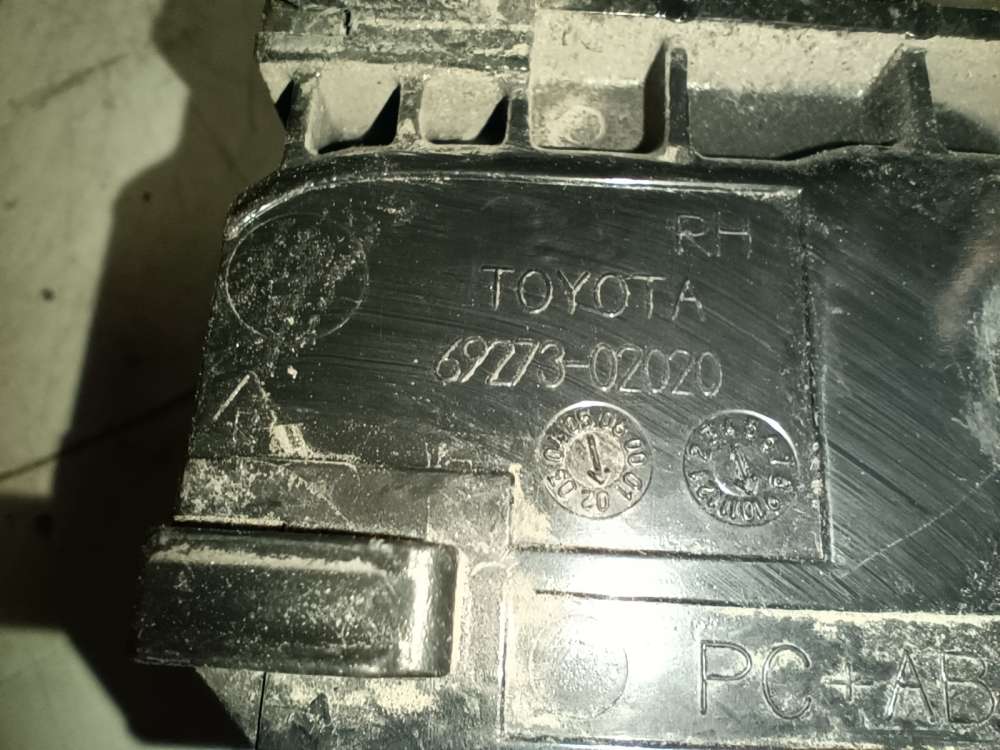 RH
TOYOTA
69273-02020
PC+AB